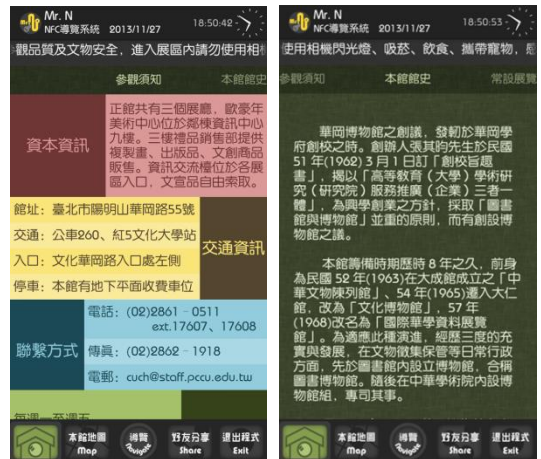 Mr. N
NFC導覽系統 2013/11/27
18:50:42
觀品質及文物安全，進入展區內請勿使用相
參觀須知
本館館史
資本資訊
正館共有三個展廳，歐豪年
美術中心位於鄰棟資訊中心
九樓。三樓禮品銷售部提供
複製畫、出版品、文創商品
販售。資訊交流檯位於各展
區入口，文宣品自由索取。
館址：臺北市陽明山華岡路55號
交通：公車260、紅5文化大學站
入口：文化華岡路入口處左側
停車：本館有地下平面收費車位
交通資訊
聯繫方式
電話：(02)2861－0511
ext.17607、17608
傳真：(02)2862－1918
電郵：cuch@staff.pccu.edu.tw
每週一至週五
本館地圖
Map
導覽
Navigate
好友分享
Share
退出程式
Exit
Mr. N
NFC導覽系統 2013/11/27
18:50:53
使用相機閃光燈、吸菸、飲食、攜帶寵物，
參觀須知
本館館史
常設展覽
華岡博物館之創議，發軔於華岡學
府創校之時。創辦人張其昀先生於民國
51 年(1962) 3 月 1 日訂「創校旨趣
書」，揭以「高等教育（大學）學術研
究（研究院）服務推廣（企業）三者一
體」，為興學創業之方針，採取「圖書
館與博物館」並重的原則，而有創設博
物館之議。
本館籌備時期歷時 8 年之久，前身
為民國 52 年(1963)在大成館成立之「中
華文物陳列館」、54 年(1965)遷入大仁
館，改為「文化博物館」，57 年
(1968)改名為「國際華學資料展覽
館」。為適應此種演進，經歷三度的充
實與發展，在文物徵集保管等日常行政
方面，先於圖書館內設立博物館，合稱
圖書博物館。隨後在中華學術院內設博
物館組，專司其事。
本館地圖
Map
導覽
Navigate
好友分享
Share
退出程式
Exit